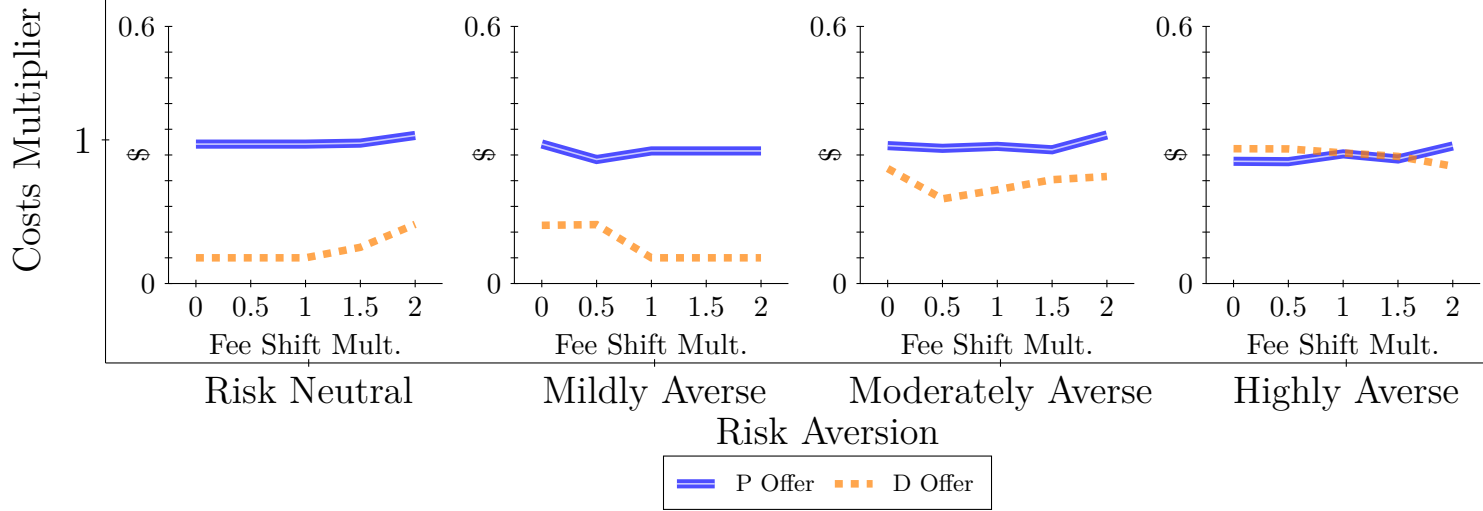 Costs Multiplier
1
0.6
$
0
0 0.5 1 1.5 2
Fee Shift Mult.
0.6
$
0
0 0.5 1 1.5 2
Fee Shift Mult.
0.6
$
0
0 0.5 1 1.5 2
Fee Shift Mult.
0.6
$
0
0 0.5 1 1.5 2
Fee Shift Mult.
Risk Neutral Mildly Averse Moderately Averse Highly Averse
Risk Aversion
P Offer D Offer